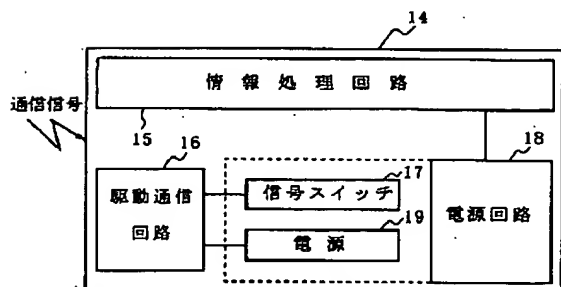 14
情報処理回路
通信信号
15
16
17
18
駆動通信
回路
信号スイッチ
19
電源
電源回路